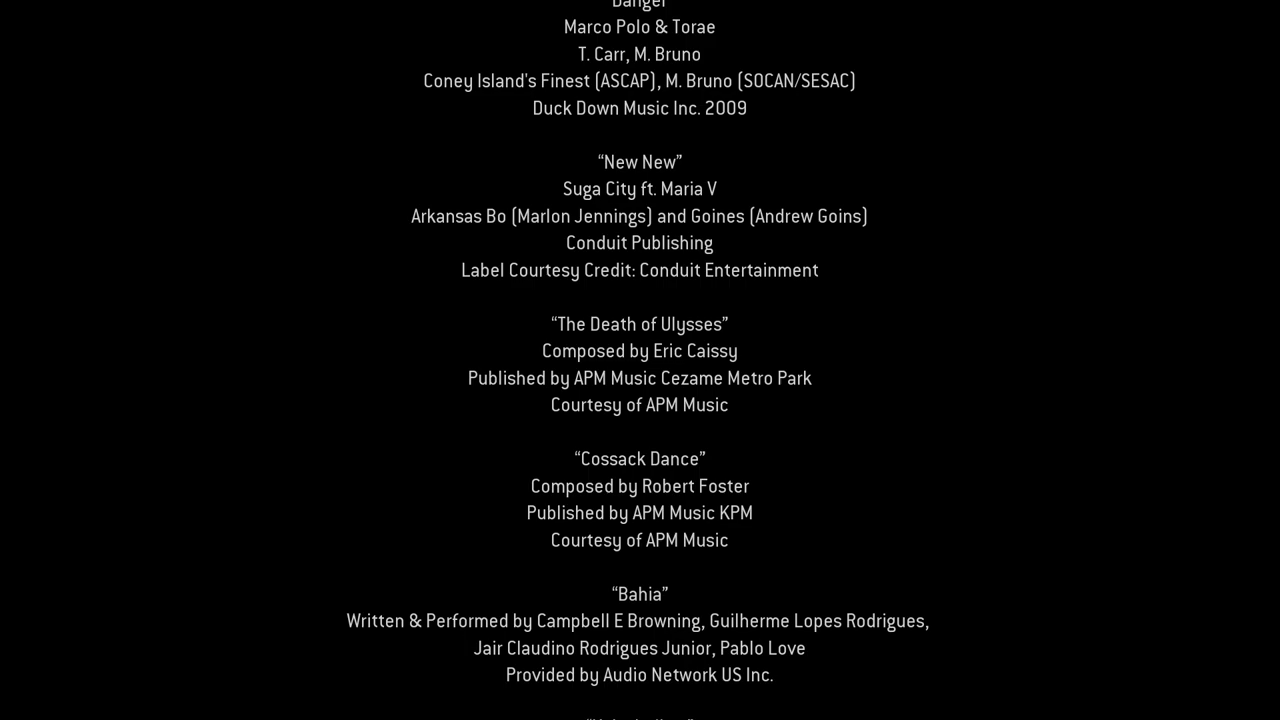 Danger
Marco Polo & Torae
T. Carr, M. Bruno
Coney Island's Finest (ASCAP), M. Bruno (SOCAN/SESAC)
Duck Down Music Inc. 2009
“New New”
Suga City ft. Maria V
Arkansas Bo (Marlon Jennings) and Goines (Andrew Goins)
Conduit Publishing
Label Courtesy Credit: Conduit Entertainment
“The Death of Ulysses”
Composed by Eric Caissy
Published by APM Music Cezame Metro Park
Courtesy of APM Music
“Cossack Dance”
Composed by Robert Foster
Published by APM Music KPM
Courtesy of APM Music
“Bahia”
Written & Performed by Campbell E Browning, Guilherme Lopes Rodrigues,
Jair Claudino Rodrigues Junior, Pablo Love
Provided by Audio Network US Inc.